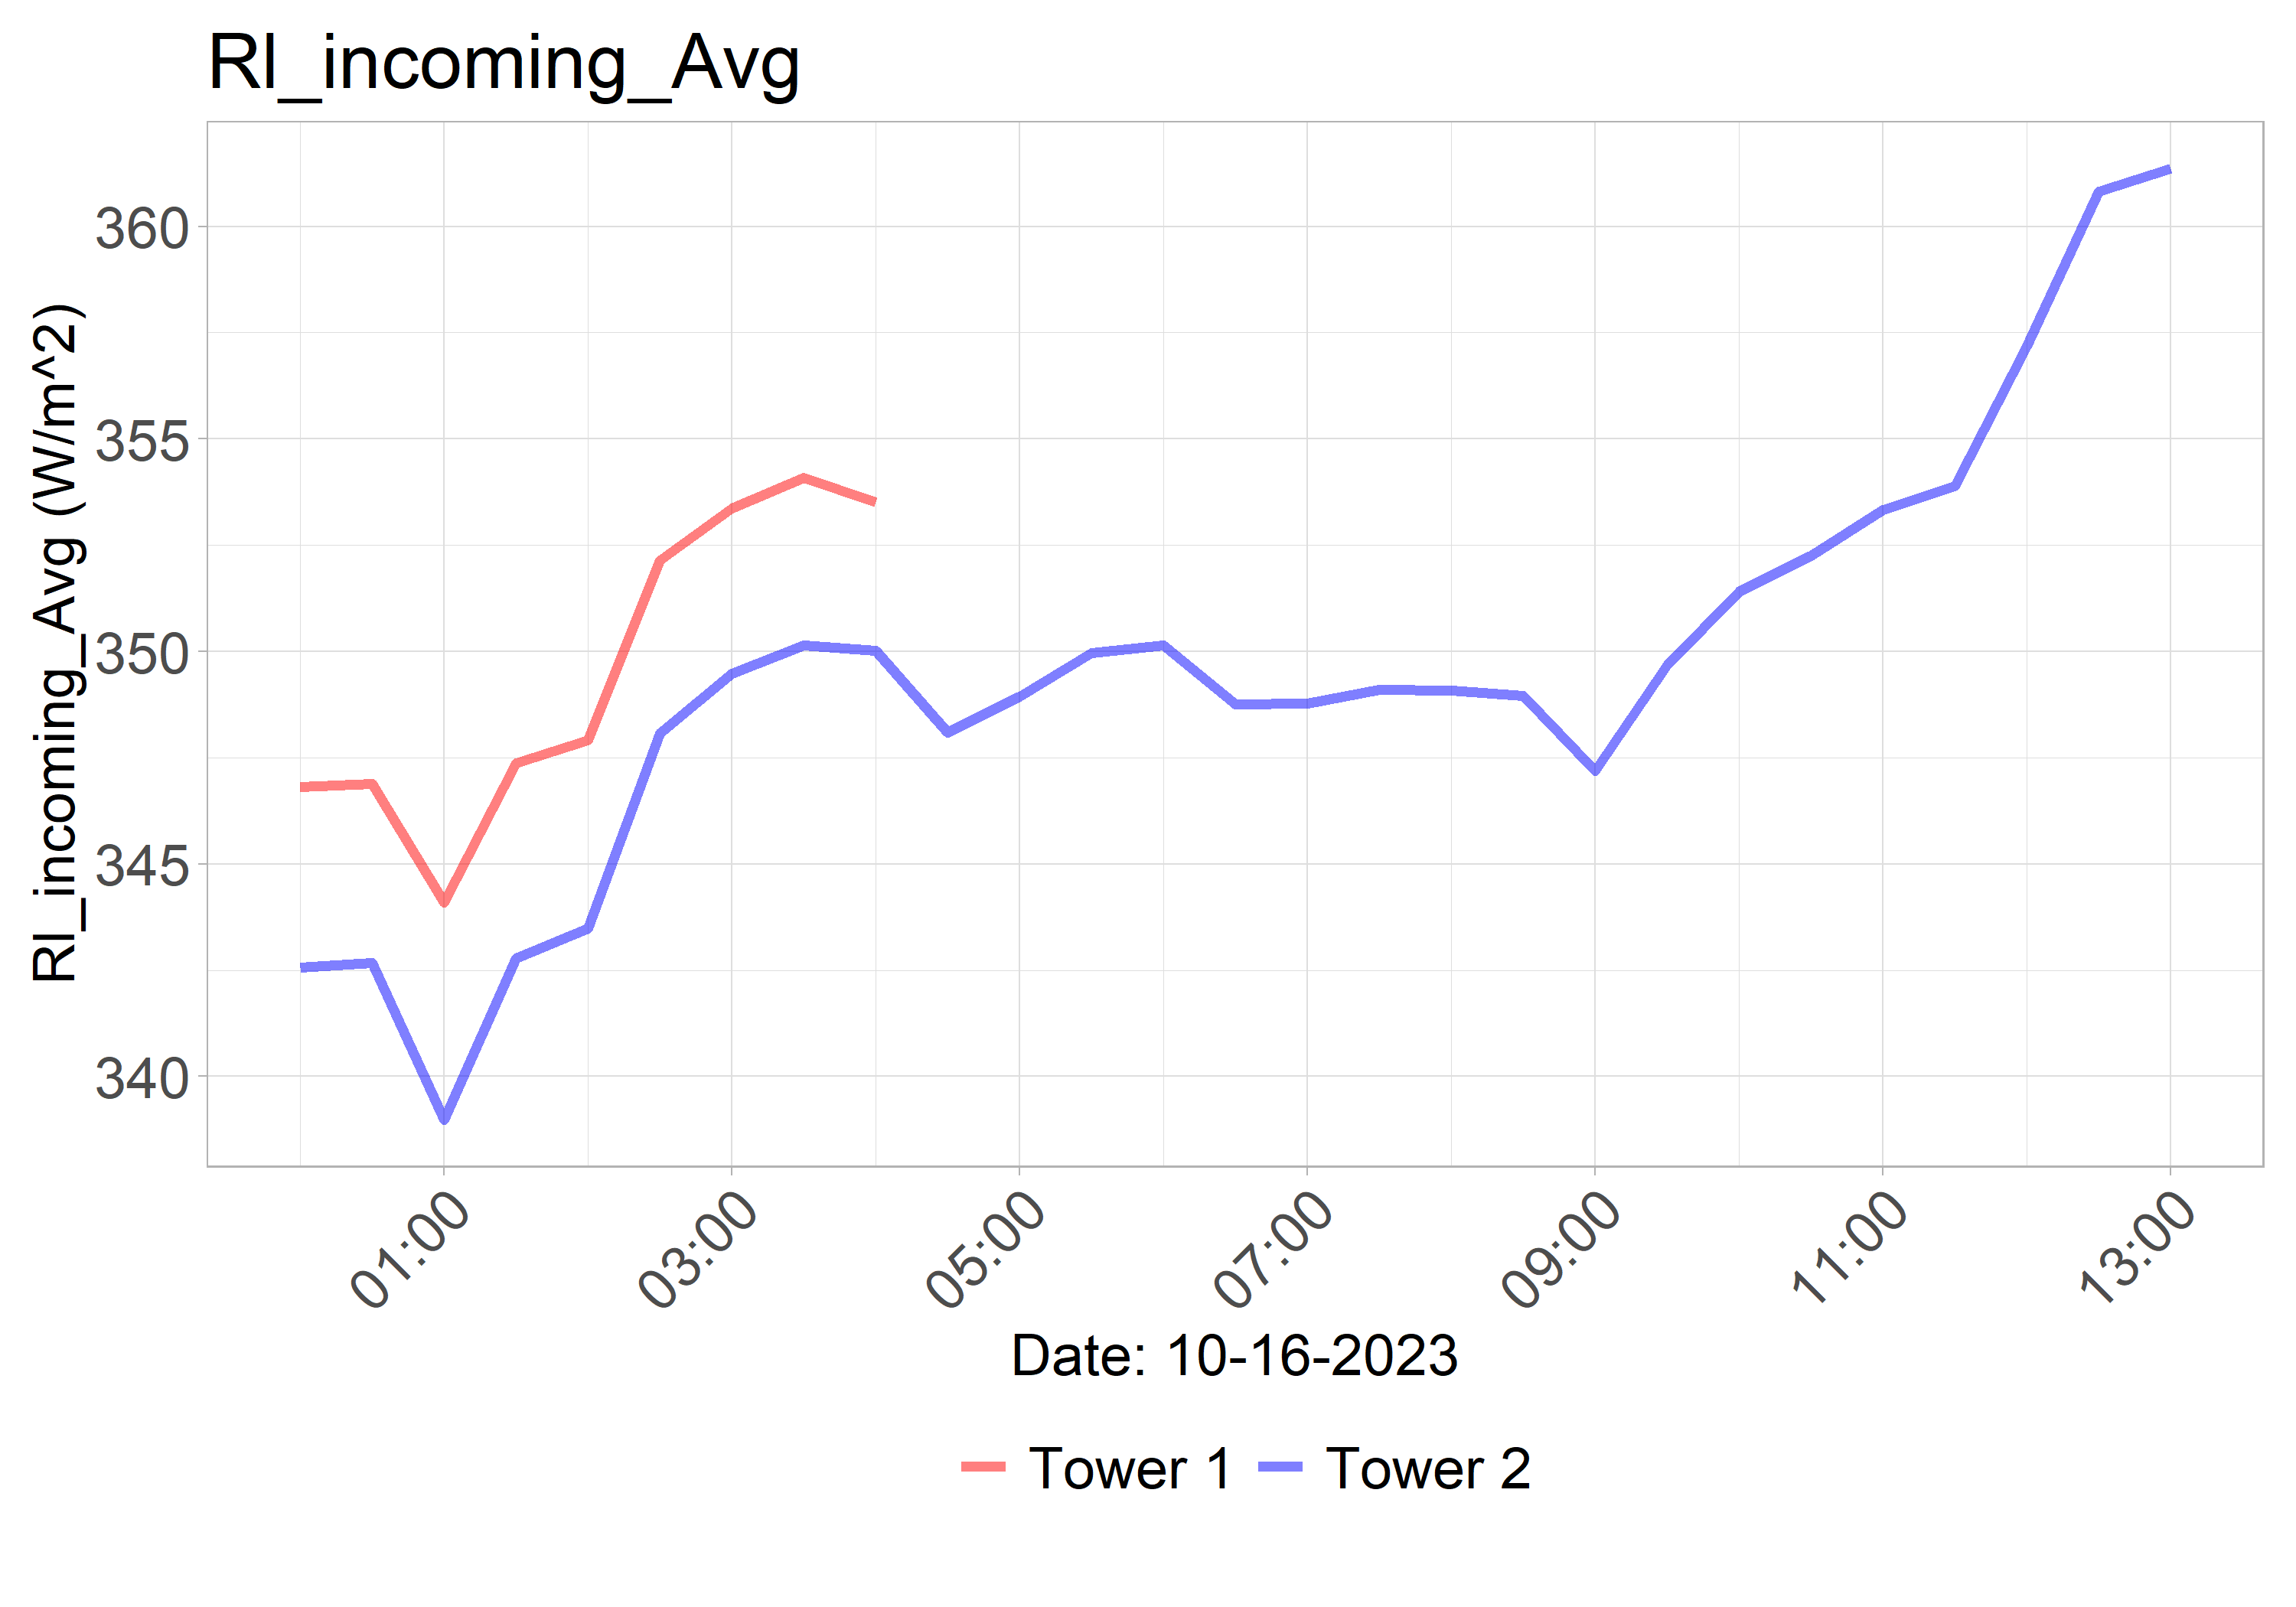 Rl_incoming_Avg
Rl_incoming_Avg (W/m^2)
360
355
350
345
340
01:00
03:00
05:00
07:00
09:00
11:00
13:00
Date: 10-16-2023
Tower 1
Tower 2